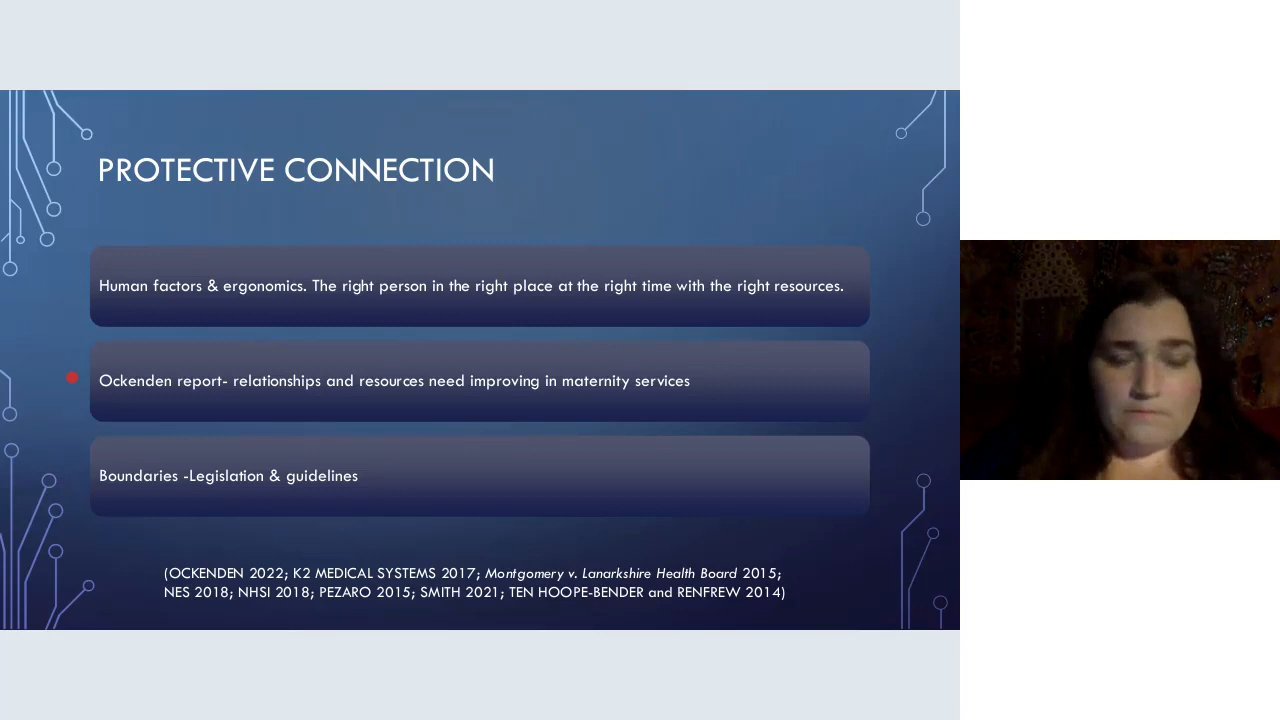 PROTECTIVE CONNECTION
Human factors & ergonomics. The right person in the right place at the right time with the right resources.
Ockenden report- relationships and resources need improving in maternity services
Boundaries -Legislation & guidelines
(OCKENDEN 2022; K2 MEDICAL SYSTEMS 2017; Montgomery v. Lanarkshire Health Board 2015;
NES 2018; NHSI 2018; PEZARO 2015; SMITH 2021; TEN HOOPE-BENDER and RENFREW 2014)